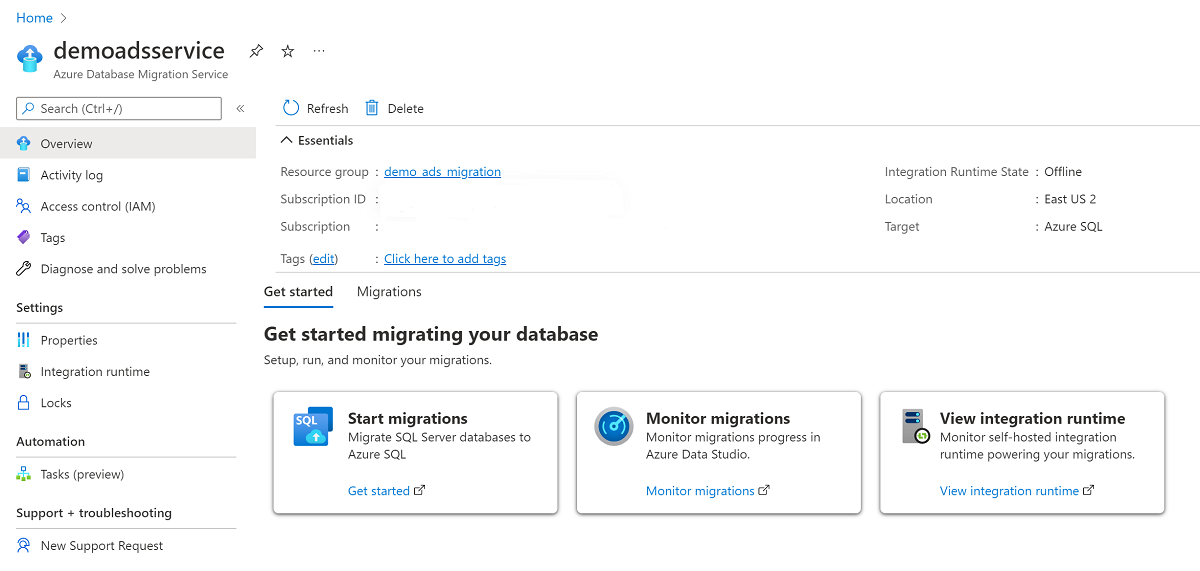 Home
demoadsservice
Azure Database Migration Service
Search (Ctrl+/)
Overview
Activity log
Access control (IAM)
Tags
Diagnose and solve problems
Settings
Properties
Integration runtime
Locks
Automation
Tasks (preview)
Support + troubleshooting
New Support Request
Refresh
Delete
Essentials
Resource group : demo_ads_migration
Subscription ID :
Subscription :
Tags (edit) : Click here to add tags
Integration Runtime State : Offline
Location : East US 2
Target : Azure SQL
Get started Migrations
Get started migrating your database
Setup, run, and monitor your migrations.
SQL
Start migrations
Migrate SQL Server databases to
Azure SQL
Get started
Monitor migrations
Monitor migrations progress in
Azure Data Studio.
Monitor migrations
View integration runtime
Monitor self-hosted integration
runtime powering your migrations.
View integration runtime